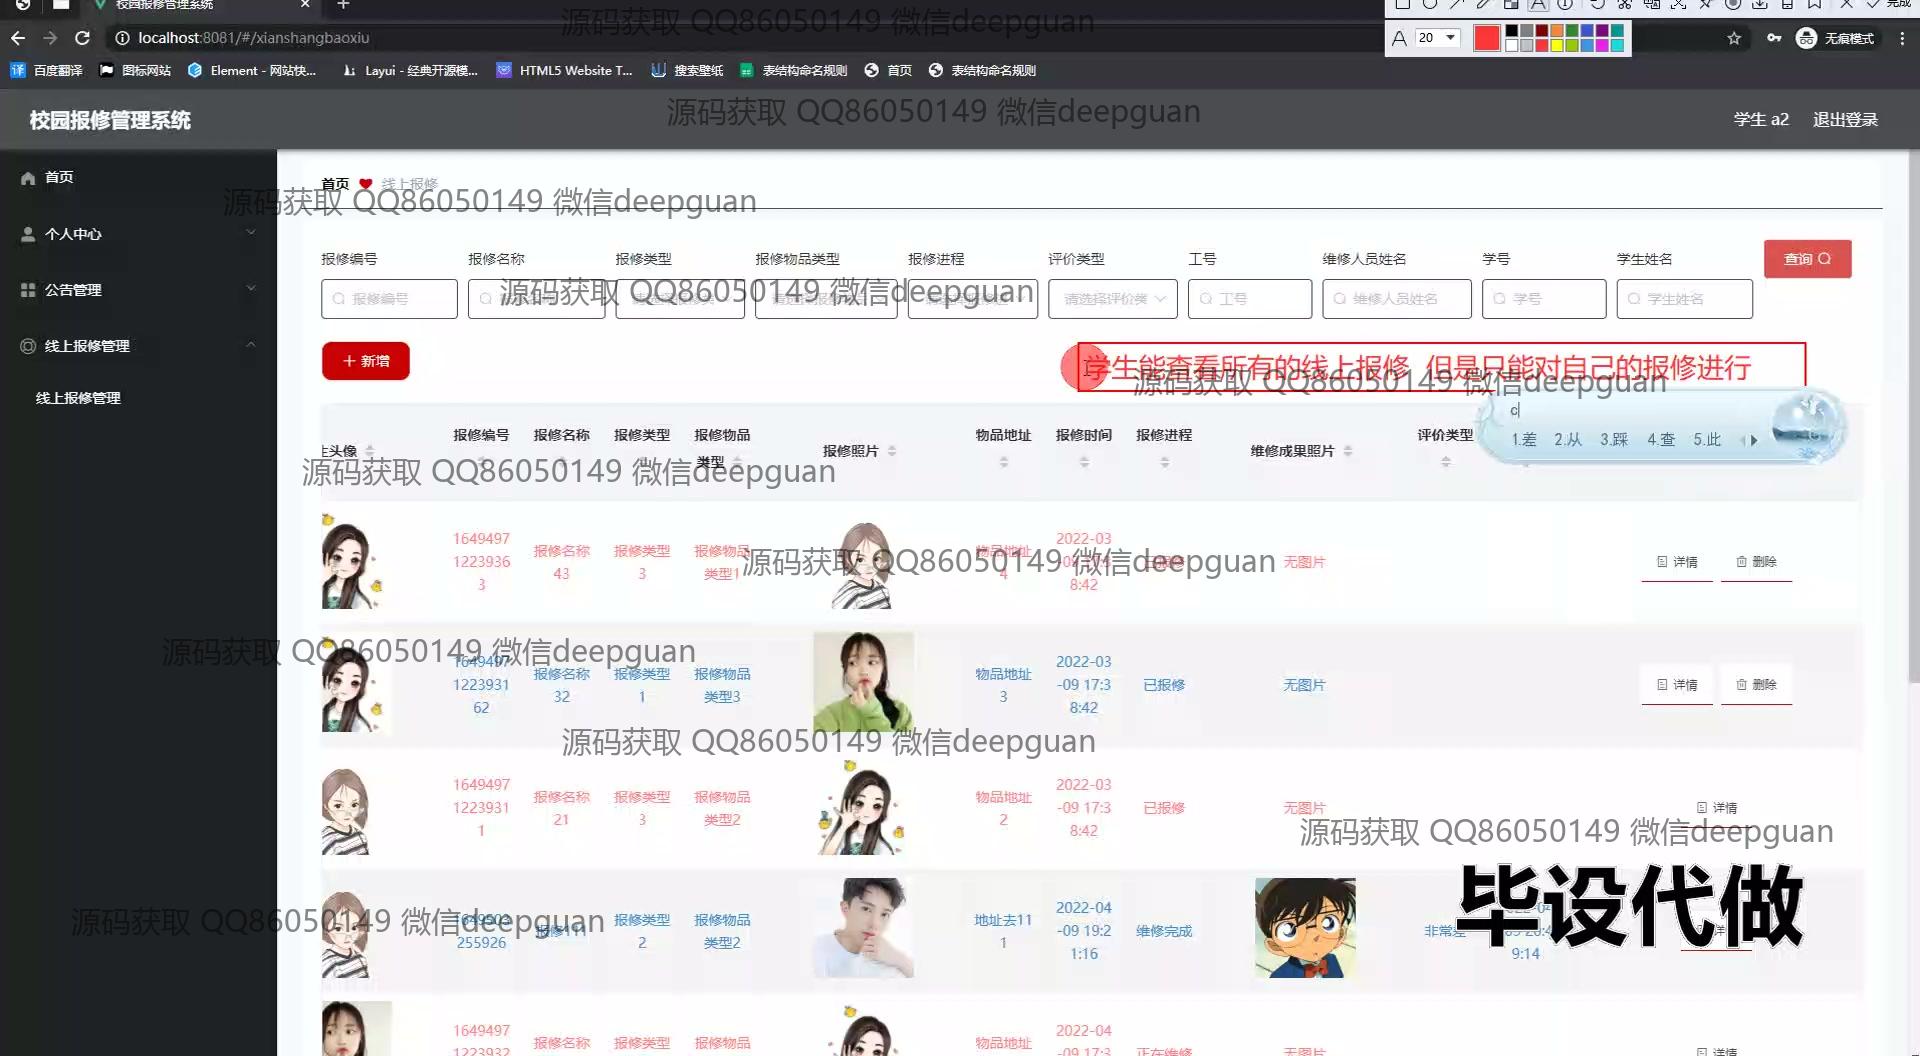 校园报修管理系统
localhost:8081/#/xianshangbaoxiu
20
完成
无痕模式
百度翻译
图标网站
Element - 网站快...
Layui - 经典开源模...
HTML5 Website T...
搜索壁纸
表结构命名规则
首页
表结构命名规则
源码获取 QQ86050149 微信deepguan
校园报修管理系统
源码获取 QQ86050149 微信deepguan
学生 a2
退出登录
首页
个人中心
公告管理
线上报修管理
线上报修管理
首页
线上报修
源码获取 QQ86050149 微信deepguan
报修编号
报修名称
报修类型
报修物品类型
报修进程
评价类型
工号
维修人员姓名
学号
学生姓名
查询
报修编号
请选择评价类
工号
维修人员姓名
学号
学生姓名
源码获取 QQ86050149 微信deepguan
新增
学生能查看所有的线上报修 但是只能对自己的报修进行
源码获取 QQ86050149 微信deepguan
c
1.差 2.从 3.踩 4.查 5.此
头像
报修编号
报修名称
报修类型
报修物品
类型
报修照片
物品地址
报修时间
报修进程
维修成果照片
评价类型
源码获取 QQ86050149 微信deepguan
1649497
1223936
3
报修名称
43
报修类型
3
报修物品
类型1
物品地址
4
2022-03
8:42
无图片
详情
删除
源码获取 QQ86050149 微信deepguan
1649497
1223931
62
报修名称
32
报修类型
1
报修物品
类型3
物品地址
3
2022-03
-09 17:3
8:42
已报修
无图片
详情
删除
源码获取 QQ86050149 微信deepguan
源码获取 QQ86050149 微信deepguan
1649497
1223931
1
报修名称
21
报修类型
3
报修物品
类型2
物品地址
2
2022-03
-09 17:3
8:42
已报修
无图片
详情
源码获取 QQ86050149 微信deepguan
毕设代做
255926
报修类型
2
报修物品
类型2
地址去11
1
2022-04
-09 19:2
1:16
维修完成
非常差
9:14
源码获取 QQ86050149 微信deepguan
1649497
1223932
报修名称
报修类型
报修物品
物品地址
2022-04
-09 17:3
正在维修
无图片
详情